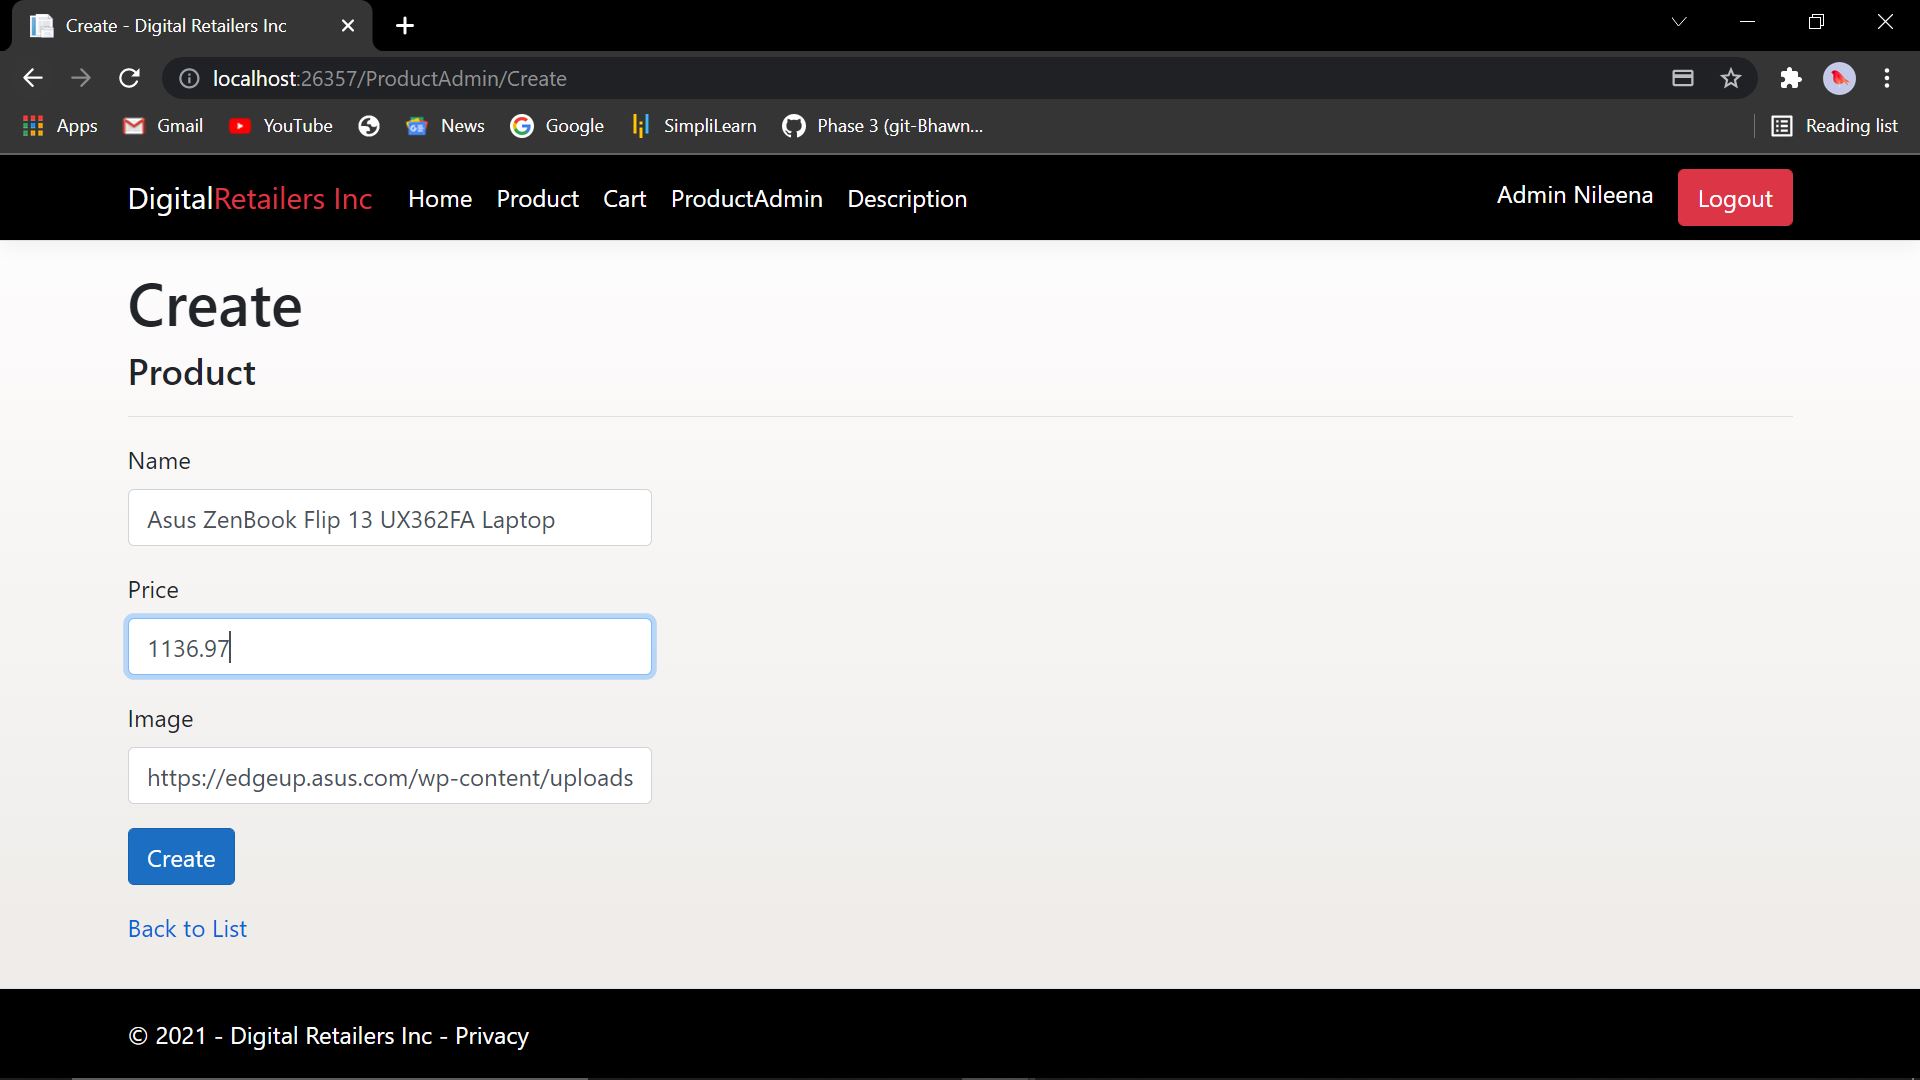 Create - Digital Retailers Inc
localhost:26357/ProductAdmin/Create
Apps Gmail YouTube News Google SimpliLearn Phase 3 (git-Bhawn... Reading list
DigitalRetailers Inc Home Product Cart ProductAdmin Description Admin Nileena Logout
Create
Product
Name
Asus ZenBook Flip 13 UX362FA Laptop
Price
1136.97
Image
https://edgeup.asus.com/wp-content/uploads
Create
Back to List
© 2021 - Digital Retailers Inc - Privacy